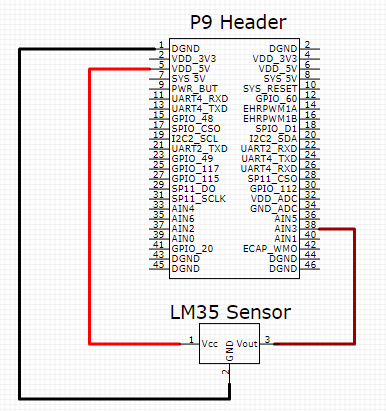 P9 Header
1 DGND DGND 2
3 VDD_3V3 VDD_3V3 4
5 VDD_5V VDD_5V 6
7 SYS_5V SYS_5V 8
9 PWR_BUT SYS_RESET 10
11 UART4_RXD GPIO_60 12
13 UART4_TXD EHRPWM1A 14
15 GPIO_48 EHRPWM1B 16
17 SPIO_CSO SPIO_D1 18
19 I2C2_SCL I2C2_SDA 20
21 UART2_TXD UART2_RXD 22
23 GPIO_49 UART4_TXD 24
25 GPIO_117 UART4_RXD 26
27 GPIO_115 SP11_CSO 28
29 SP11_DO GPIO_112 30
31 SP11_SCLK VDD_ADC 32
33 AIN4 GND_ADC 34
35 AIN6 AIN5 36
37 AIN2 AIN3 38
39 AIN0 AIN1 40
41 GPIO_20 ECAP_WMO 42
43 DGND DGND 44
45 DGND DGND 46
LM35 Sensor
1 Vcc GND Vout 3
2